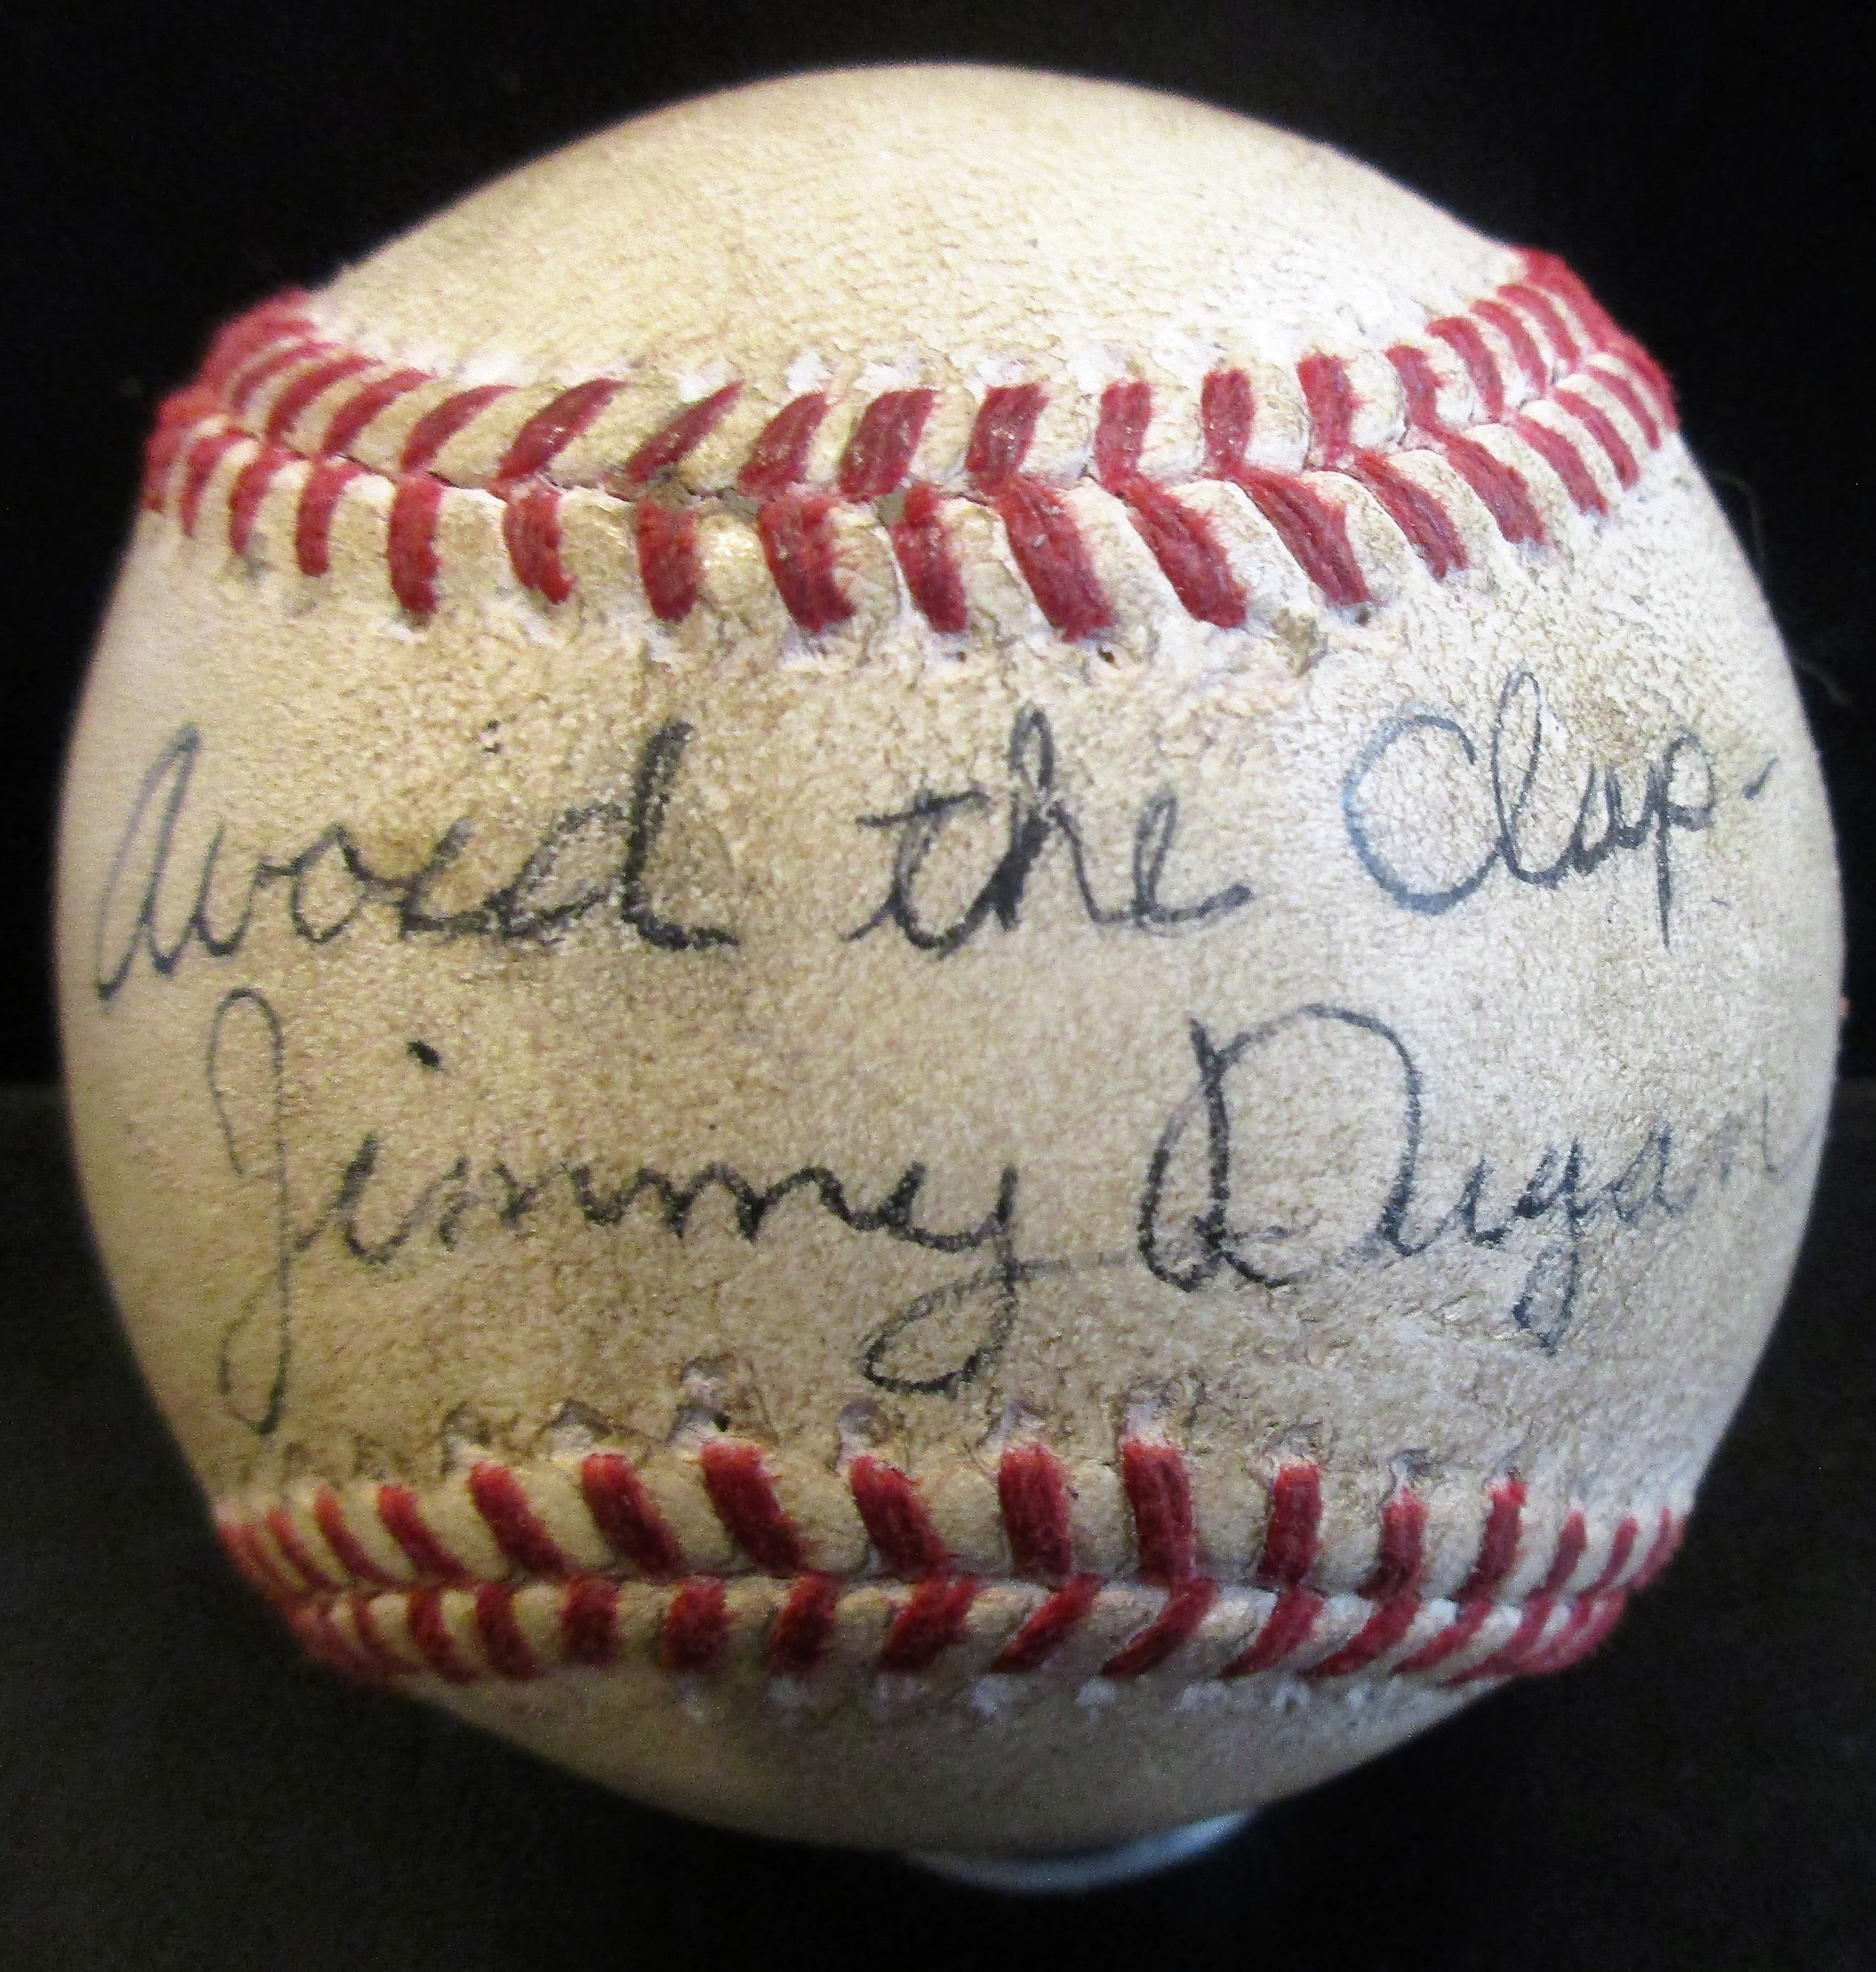 Avoid the Clap-
Jimmy Dugan